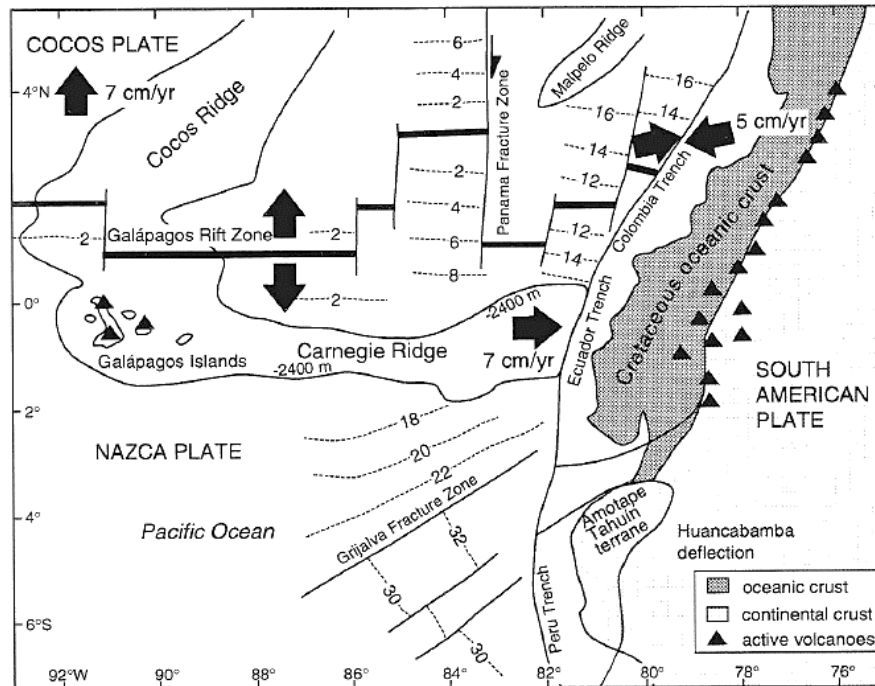 COCOS PLATE
7 cm/yr
Cocos Ridge
6
4
2
Panama Fracture Zone
Malpelo Ridge
16
16
14
14
12
5 cm/yr
Colombia Trench
4°N
2
4
6
8
12
14
2
Galápagos Rift Zone
2
2
0°
-2400 m
Galápagos Islands
-2400 m
Carnegie Ridge
7 cm/yr
Ecuador Trench
Cretaceous oceanic crust
SOUTH
AMERICAN
PLATE
2°
18
20
22
NAZCA PLATE
Pacific Ocean
Grijalva Fracture Zone
32
30
30
4°
6°S
Peru Trench
Amotape
Tahuin
terrane
Huancabamba
deflection
oceanic crust
continental crust
active volcanoes
92°W
90°
88°
86°
84°
82°
80°
78°
76°